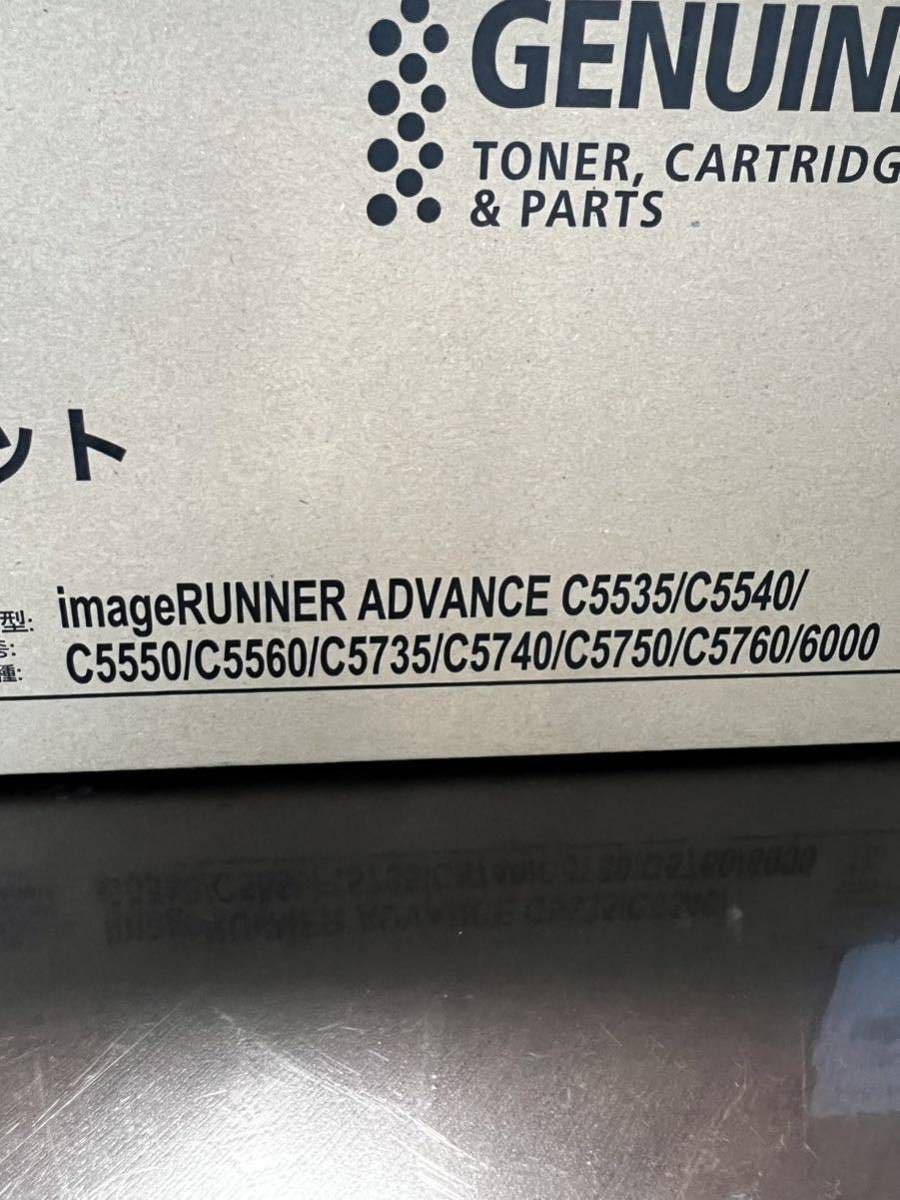 GENUIN
TONER, CARTRIDG
& PARTS
ット
型: imageRUNNER ADVANCE C5535/C5540/
C5550/C5560/C5735/C5740/C5750/C5760/6000
種: